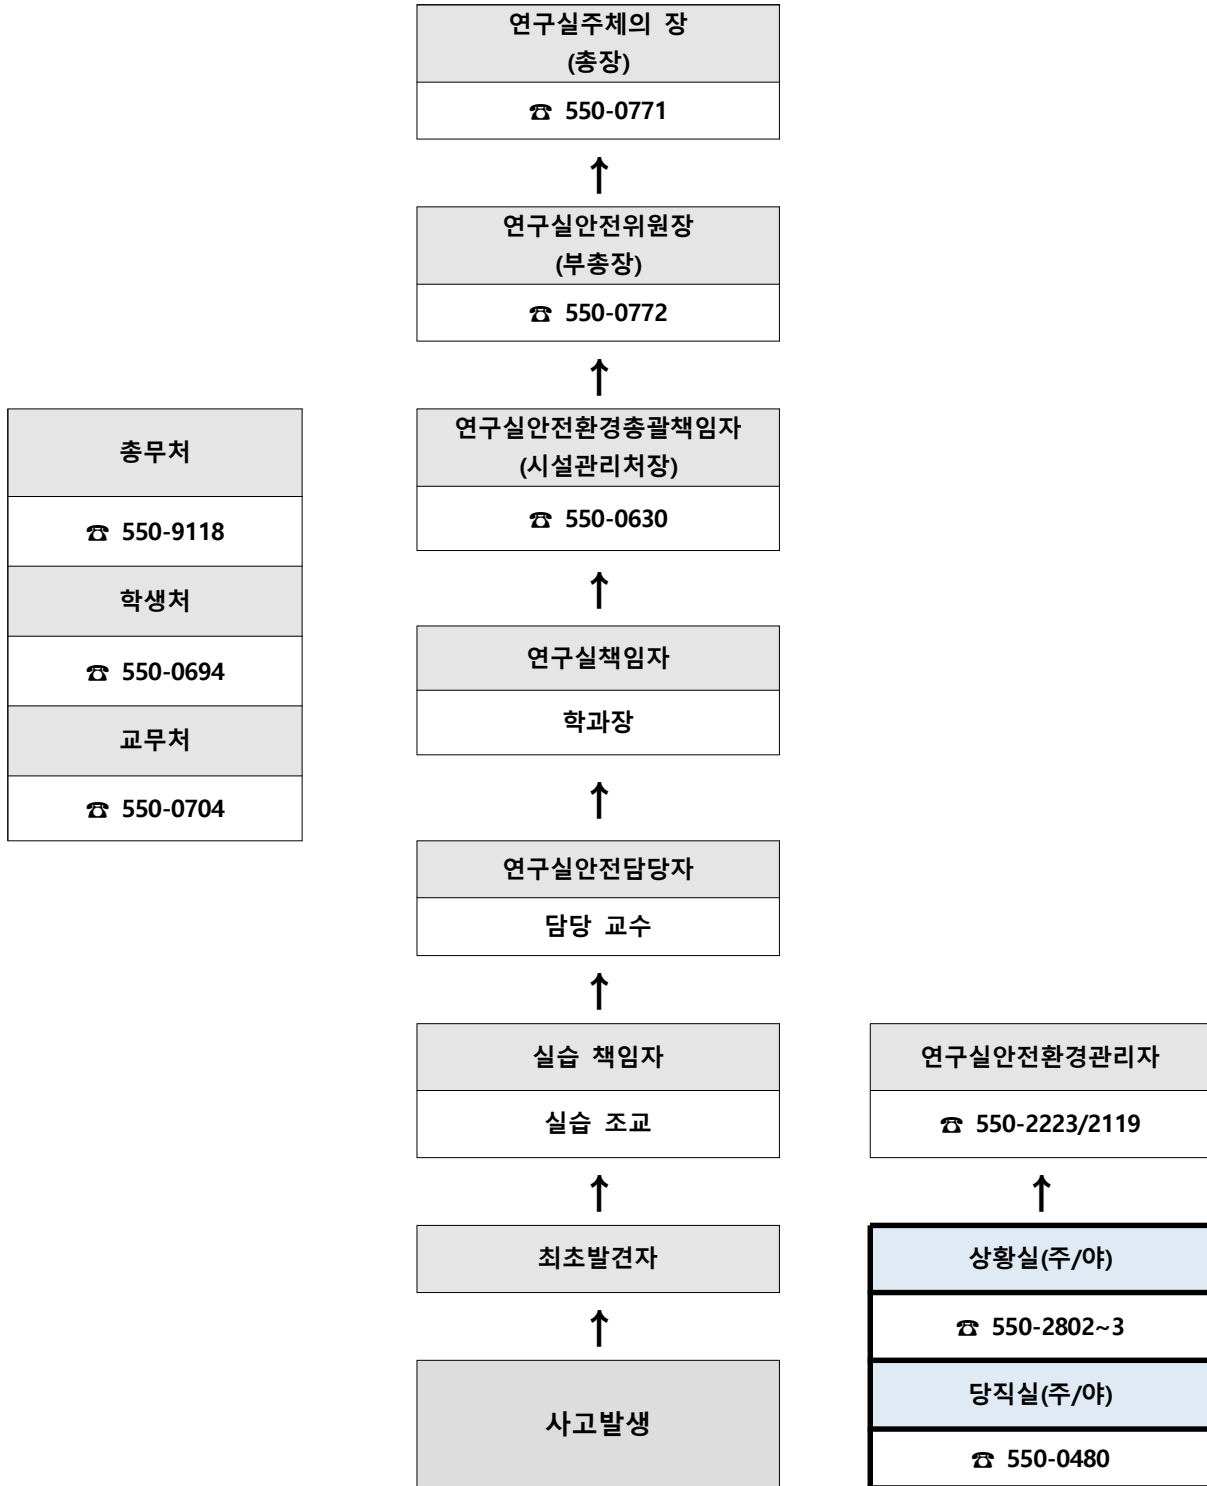 연구실주체의 장
(총장)
☎ 550-0771
↑
연구실안전위원장
(부총장)
☎ 550-0772
↑
연구실안전환경총괄책임자
(시설관리처장)
☎ 550-0630
↑
총무처
☎ 550-9118
학생처
☎ 550-0694
교무처
☎ 550-0704
연구실책임자
학과장
↑
연구실안전담당자
담당 교수
↑
실습 책임자
실습 조교
↑
최초발견자
↑
사고발생
연구실안전환경관리자
☎ 550-2223/2119
↑
상황실(주/야)
☎ 550-2802~3
당직실(주/야)
☎ 550-0480